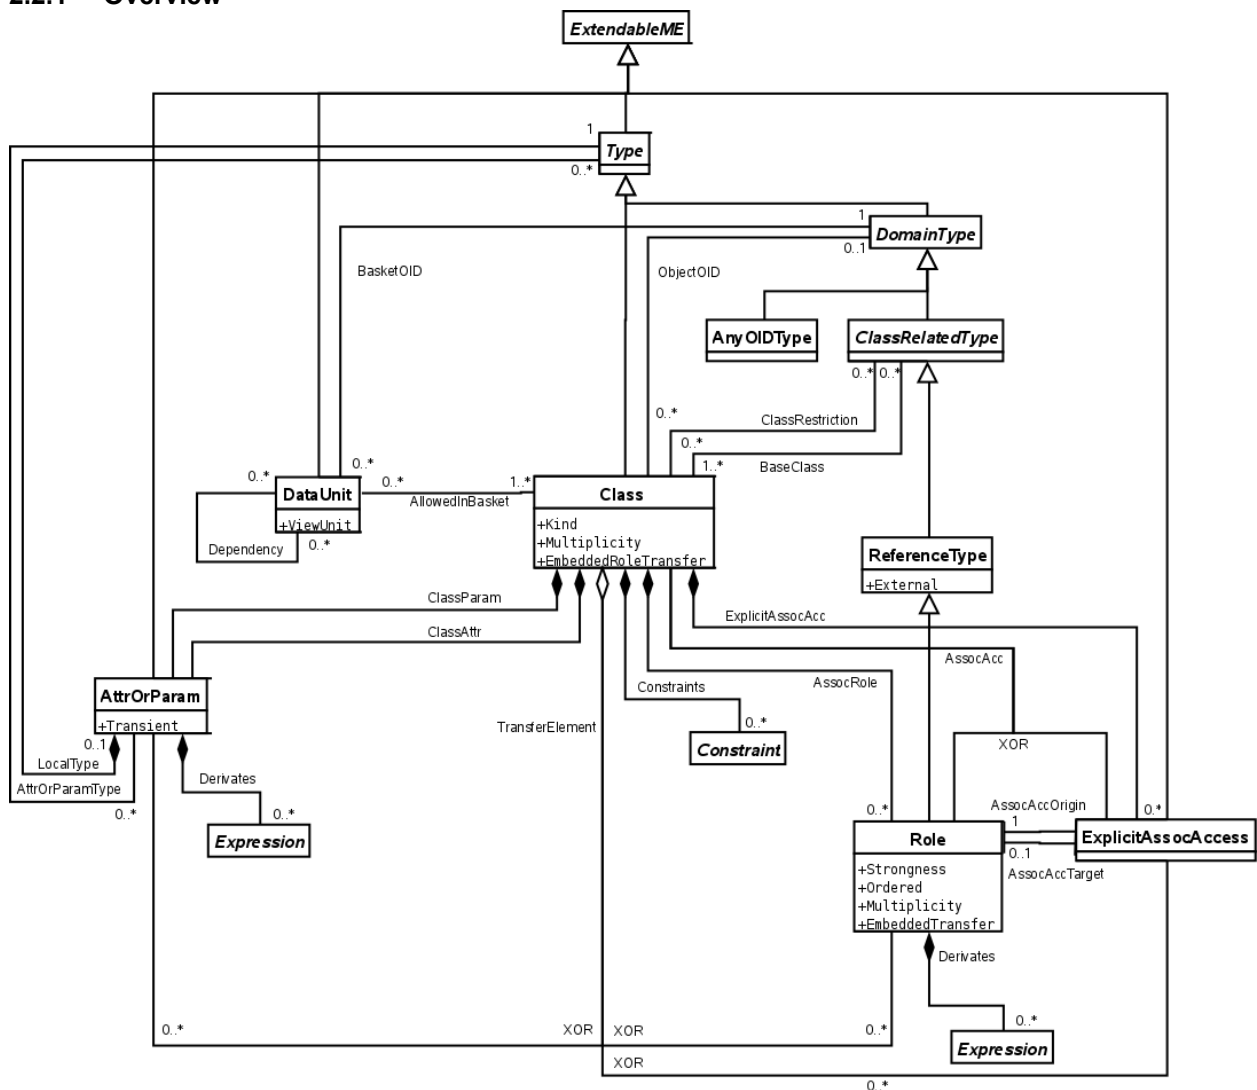 ExtendableME
1
Type
0..*
1
DomainType
0..1
BasketOID
ObjectOID
AnyOIDType
ClassRelatedType
0..*
0..*
0..*
ClassRestriction
0..*
1..*
BaseClass
0..*
0..*
0..*
1..*
DataUnit
+ViewUnit
AllowedInBasket
Class
+Kind
+Multiplicity
+EmbeddedRoleTransfer
Dependency
0..*
ReferenceType
+External
ClassParam
ClassAttr
ExplicitAssocAcc
AssocAcc
AssocRole
Constraints
AttrOrParam
+Transient
TransferElement
0..*
Constraint
XOR
0..1
LocalType
AttrOrParamType
0..*
Derivates
0..*
Expression
AssocAccOrigin
0..*
0..*
1
Role
+Strongness
+Ordered
+Multiplicity
+EmbeddedTransfer
0..1
AssocAccTarget
ExplicitAssocAccess
Derivates
0..*
Expression
0..*
XOR
XOR
0..*
XOR
0..*